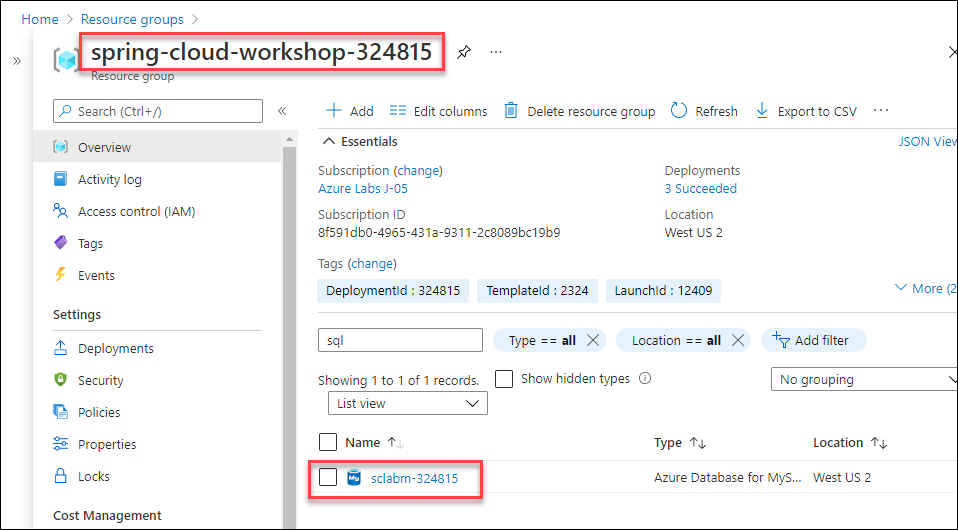 Home > Resource groups >
»
spring-cloud-workshop-324815
Resource group
Search (Ctrl+/)
«
Overview
Activity log
Access control (IAM)
Tags
Events
Settings
Deployments
Security
Policies
Properties
Locks
Cost Management
Add Edit columns Delete resource group Refresh Export to CSV ...
Essentials JSON View
Subscription (change) Deployments
Azure Labs J-05 3 Succeeded
Subscription ID Location
8f591db0-4965-431a-9311-2c8089bc19b9 West US 2
Tags (change)
DeploymentId : 324815 TemplateId : 2324 LaunchId : 12409 More (2
sql Type == all Location == all Add filter
Showing 1 to 1 of 1 records. Show hidden types No grouping
List view
Name ↑↓ Type ↑↓ Location ↑↓
My sclabm-324815 Azure Database for MyS... West US 2